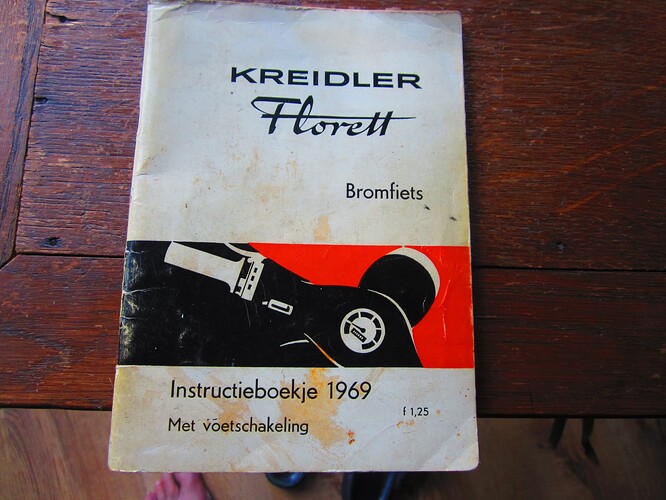 KREIDLER
Florett
Bromfiets
Instructieboekje 1969
f 1,25
Met voetschakeling